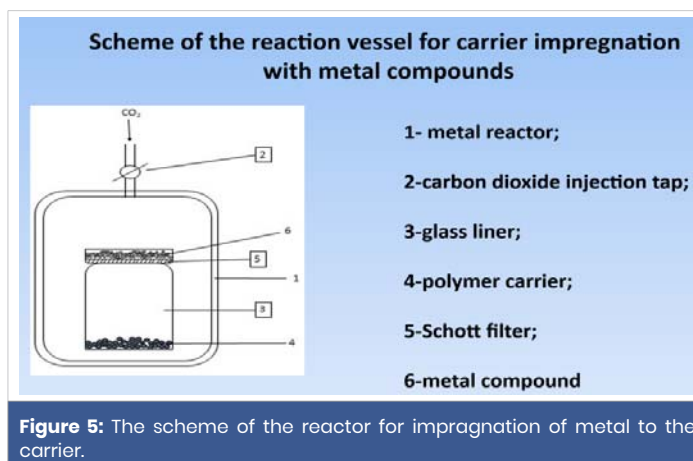 Scheme of the reaction vessel for carrier impregnation
with metal compounds
CO₂
2
6
5
1
3
4
1- metal reactor;
2-carbon dioxide injection tap;
3-glass liner;
4-polymer carrier;
5-Schott filter;
6-metal compound
Figure 5: The scheme of the reactor for impragnation of metal to the
carrier.